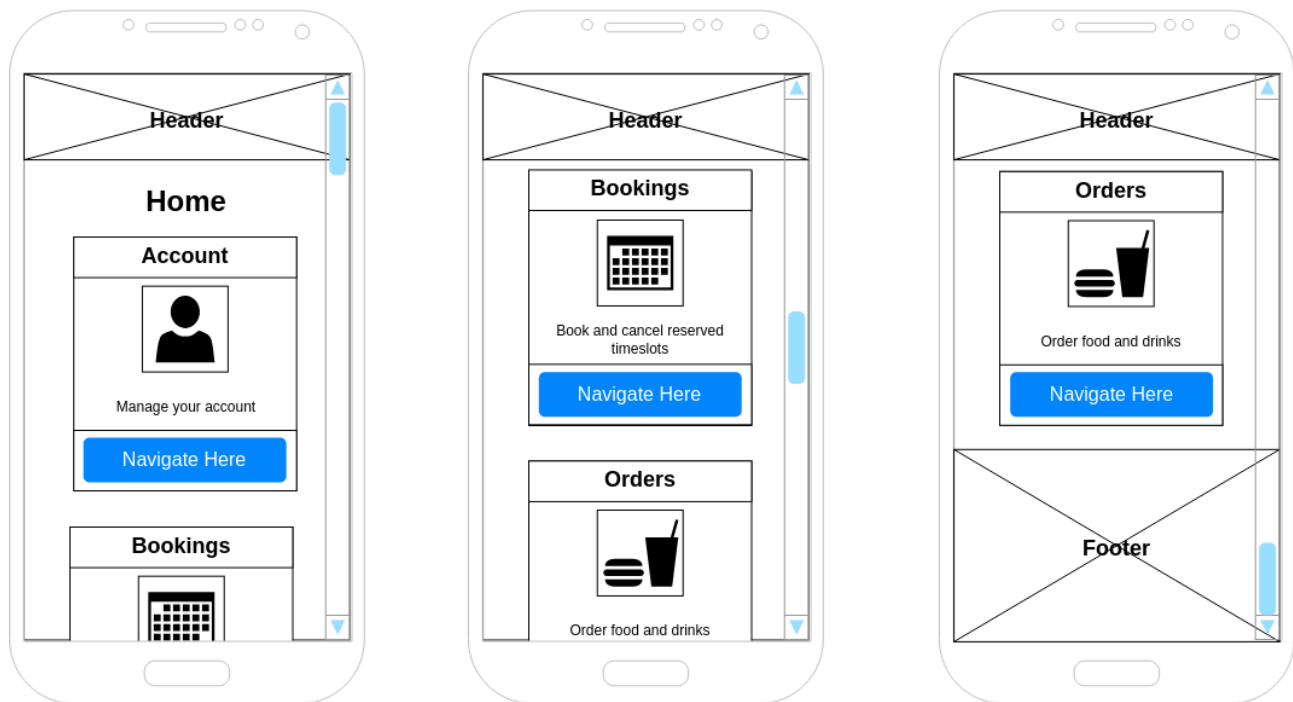 Header
Home
Account
Manage your account
Navigate Here
Bookings
Header
Bookings
Book and cancel reserved
timeslots
Navigate Here
Orders
Order food and drinks
Header
Orders
Order food and drinks
Navigate Here
Footer